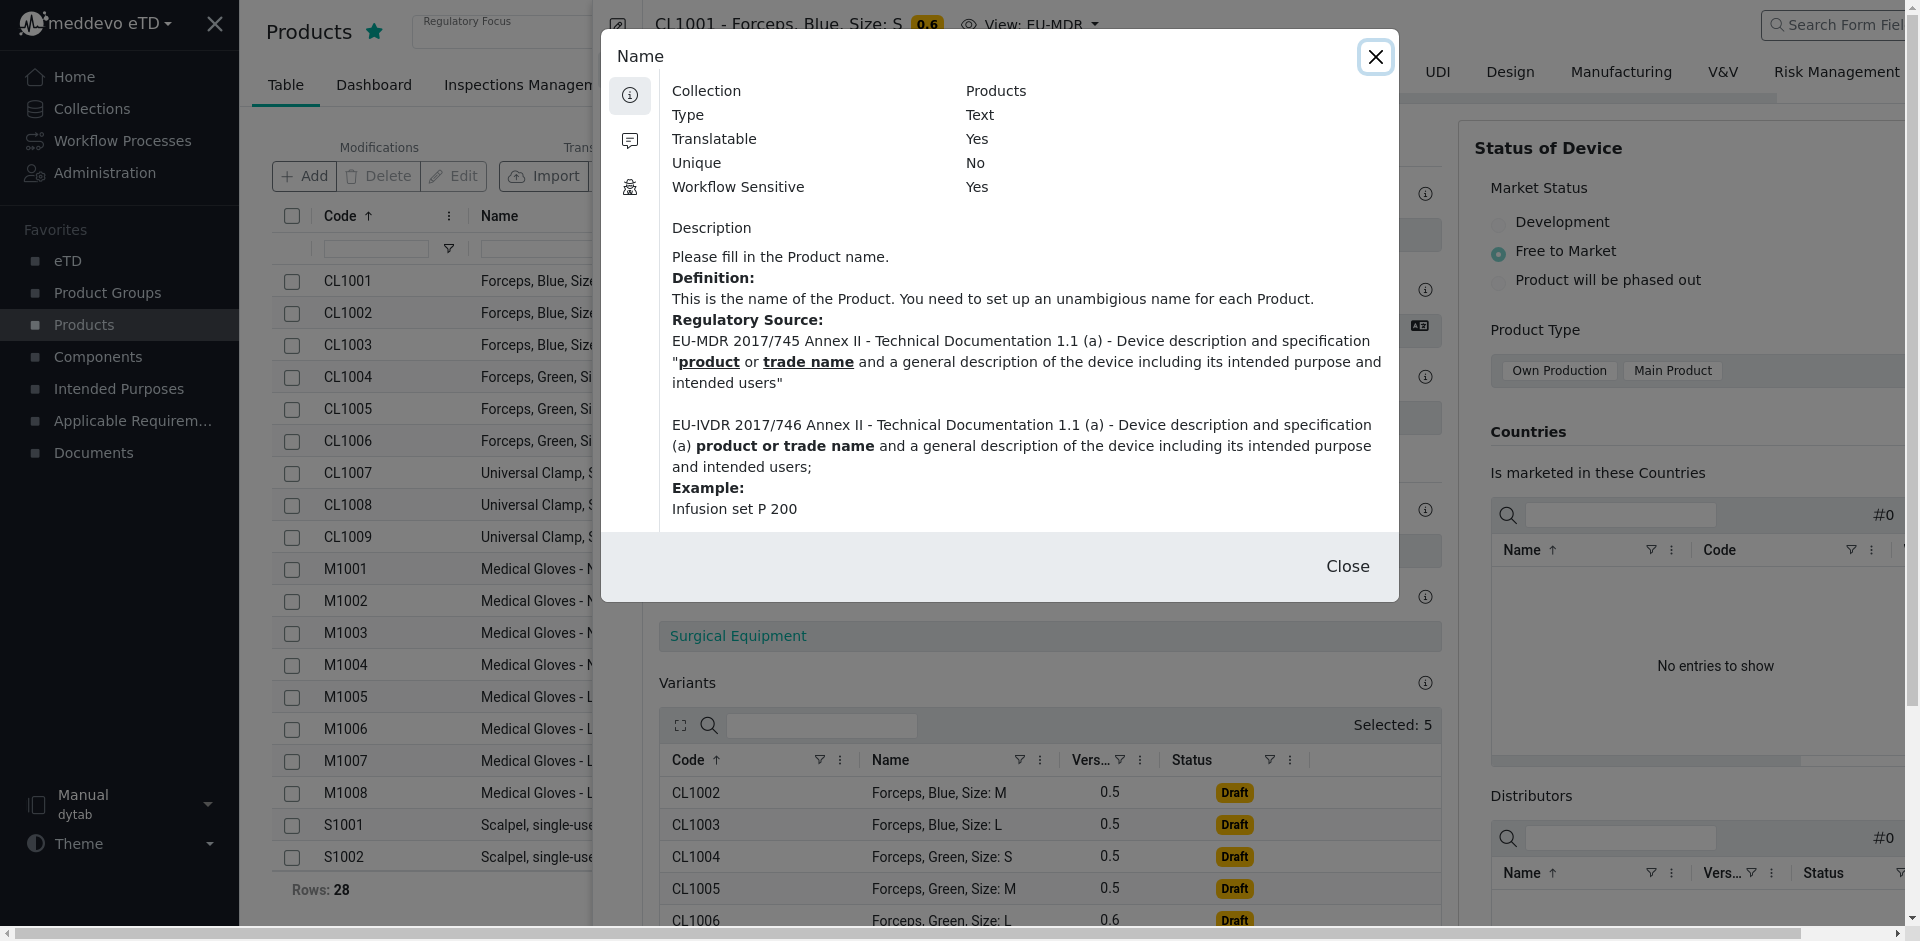 meddevo eTD
Home
Collections
Workflow Processes
Administration
Favorites
eTD
Product Groups
Products
Components
Intended Purposes
Applicable Requirem...
Documents
Manual
dytab
Theme
Products
Regulatory Focus
Table
Dashboard
Inspections Managem
Modifications
Trans
Add
Delete
Edit
Import
Code
Name
CL1001
Forceps, Blue, Size
CL1002
Forceps, Blue, Size
CL1003
Forceps, Blue, Size
CL1004
Forceps, Green, Si
CL1005
Forceps, Green, Si
CL1006
Forceps, Green, Si
CL1007
Universal Clamp, S
CL1008
Universal Clamp, S
CL1009
Universal Clamp, S
M1001
Medical Gloves - N
M1002
Medical Gloves - N
M1003
Medical Gloves - N
M1004
Medical Gloves - N
M1005
Medical Gloves - L
M1006
Medical Gloves - L
M1007
Medical Gloves - L
M1008
Medical Gloves - L
S1001
Scalpel, single-use
S1002
Scalpel, single-use
Rows: 28
CL1001 - Forceps, Blue, Size: S
0.6
View: EU-MDR
Search Form Fiel
UDI
Design
Manufacturing
V&V
Risk Management
Name
Collection
Products
Type
Text
Translatable
Yes
Unique
No
Workflow Sensitive
Yes
Description
Please fill in the Product name.
Definition:
This is the name of the Product. You need to set up an unambigious name for each Product.
Regulatory Source:
EU-MDR 2017/745 Annex II - Technical Documentation 1.1 (a) - Device description and specification
"product or trade name and a general description of the device including its intended purpose and
intended users"
EU-IVDR 2017/746 Annex II - Technical Documentation 1.1 (a) - Device description and specification
(a) product or trade name and a general description of the device including its intended purpose
and intended users;
Example:
Infusion set P 200
Close
Surgical Equipment
Variants
Selected: 5
Code
Name
Vers...
Status
CL1002
Forceps, Blue, Size: M
0.5
Draft
CL1003
Forceps, Blue, Size: L
0.5
Draft
CL1004
Forceps, Green, Size: S
0.5
Draft
CL1005
Forceps, Green, Size: M
0.5
Draft
CL1006
Forceps, Green, Size: L
0.6
Draft
Status of Device
Market Status
Development
Free to Market
Product will be phased out
Product Type
Own Production
Main Product
Countries
Is marketed in these Countries
#0
Name
Code
No entries to show
Distributors
#0
Name
Vers...
Status